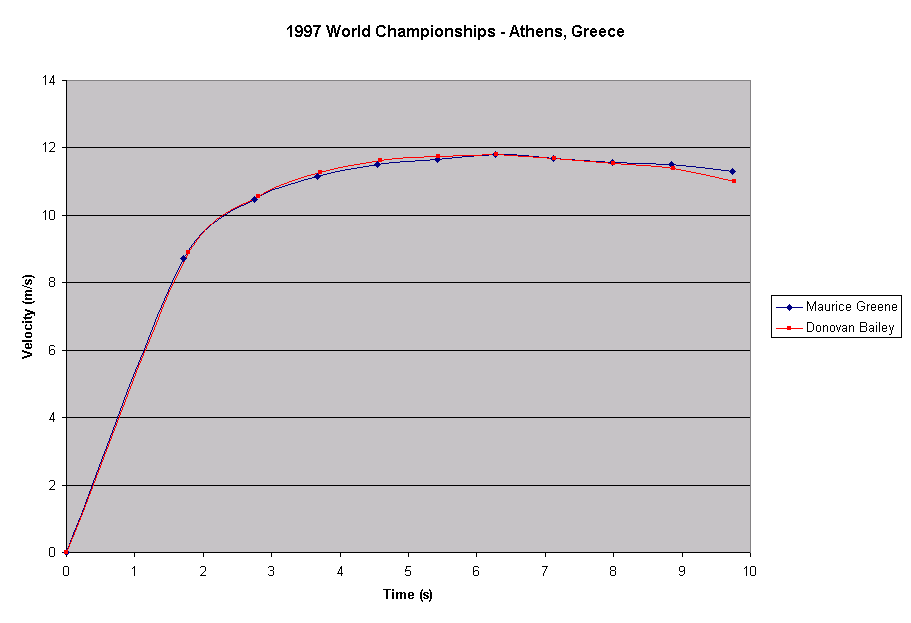 1997 World Championships - Athens, Greece
14
12
10
8
6
4
2
0
Velocity (m/s)
0 1 2 3 4 5 6 7 8 9 10
Time (s)
Maurice Greene
Donovan Bailey